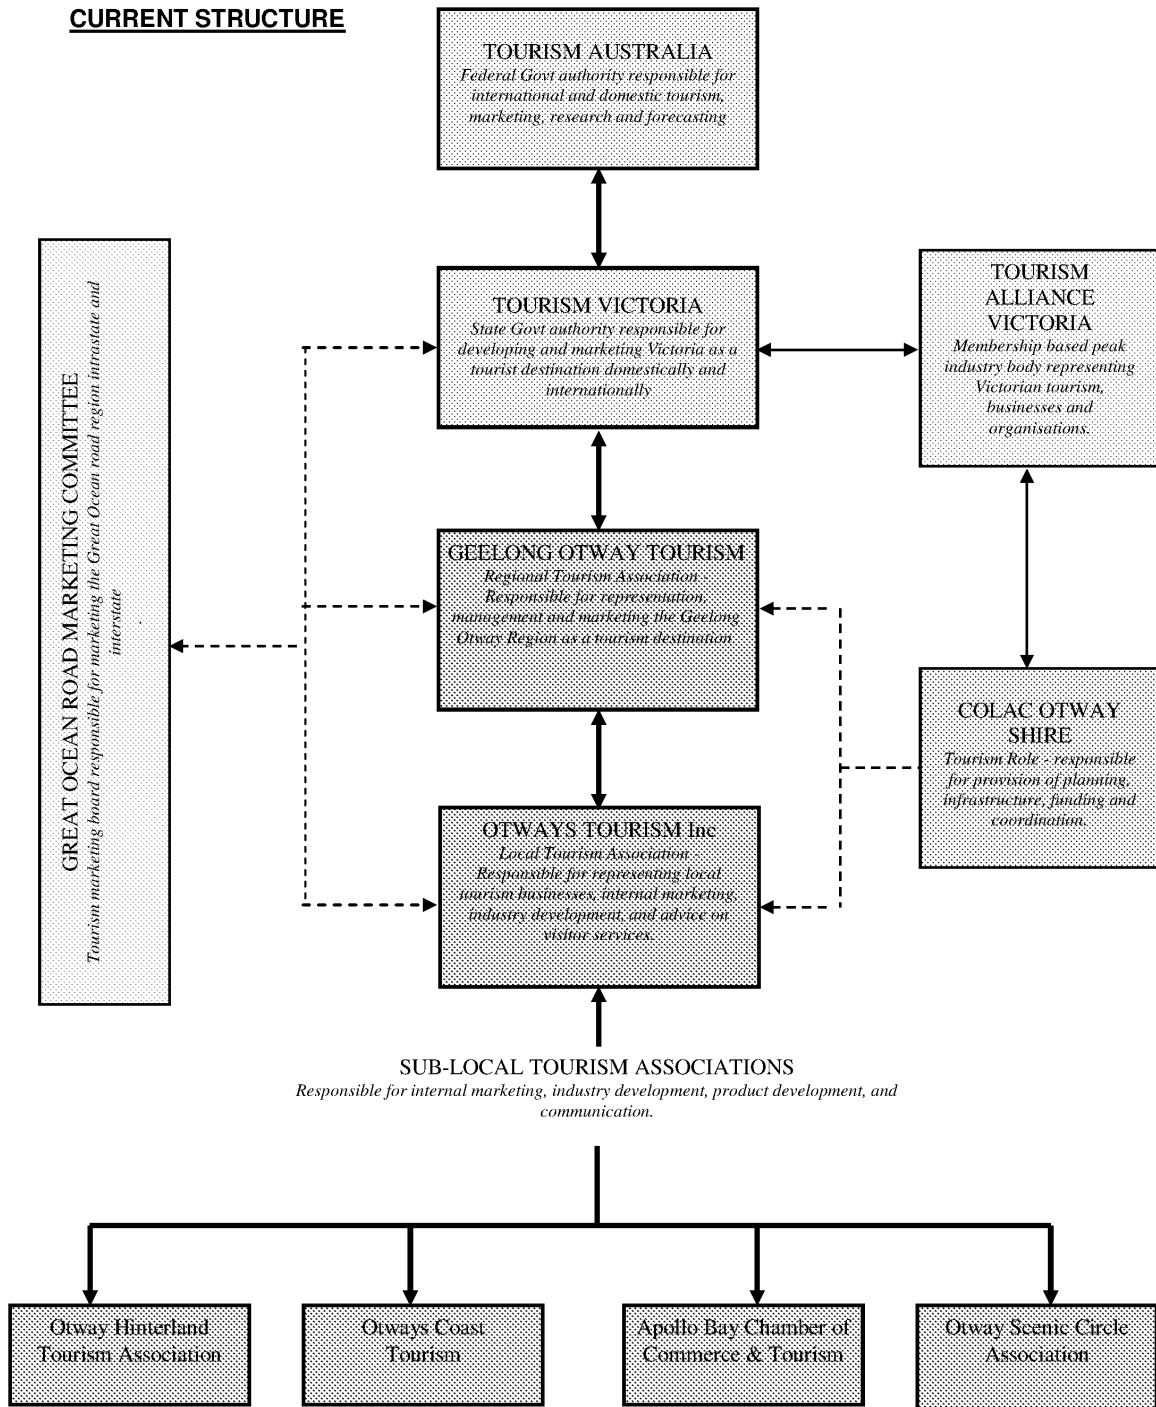 CURRENT STRUCTURE
TOURISM AUSTRALIA
Federal Govt authority responsible for
international and domestic tourism,
marketing, research and forecasting
GREAT OCEAN ROAD MARKETING COMMITTEE
Tourism marketing board responsible for marketing the Great Ocean road region intrastate and
interstate
.
TOURISM VICTORIA
State Govt authority responsible for
developing and marketing Victoria as a
tourist destination domestically and
internationally
TOURISM
ALLIANCE
VICTORIA
Membership based peak
industry body representing
Victorian tourism,
businesses and
organisations.
GEELONG OTWAY TOURISM
Regional Tourism Association -
Responsible for representation,
management and marketing the Geelong
Otway Region as a tourism destination
COLAC OTWAY
SHIRE
Tourism Role - responsible
for provision of planning,
infrastructure, funding and
coordination.
OTWAYS TOURISM Inc
Local Tourism Association -
Responsible for representing local
tourism businesses, internal marketing,
industry development, and advice on
visitor services.
SUB-LOCAL TOURISM ASSOCIATIONS
Responsible for internal marketing, industry development, product development, and
communication.
Otway Hinterland
Tourism Association
Otways Coast
Tourism
Apollo Bay Chamber of
Commerce & Tourism
Otway Scenic Circle
Association